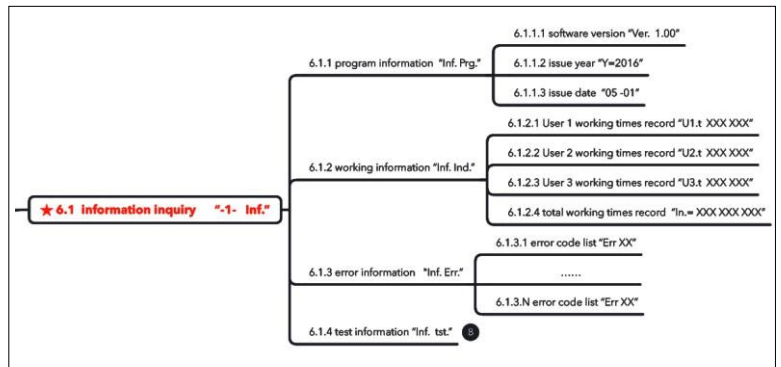 6.1.1.1 software version “Ver. 1.00”
6.1.1 program information “Inf. Prg.”
6.1.1.2 issue year “Y=2016”
6.1.1.3 issue date “05 -01”
6.1.2.1 User 1 working times record “U1.t XXX XXX”
6.1.2.2 User 2 working times record “U2.t XXX XXX”
6.1.2 working information “Inf. Ind.”
6.1.2.3 User 3 working times record “U3.t XXX XXX”
★ 6.1 information inquiry “-1- Inf.”
6.1.2.4 total working times record “In.= XXX XXX XXX”
6.1.3.1 error code list “Err XX”
6.1.3 error information “Inf. Err.”
......
6.1.3.N error code list “Err XX”
6.1.4 test information “Inf. tst.” 8